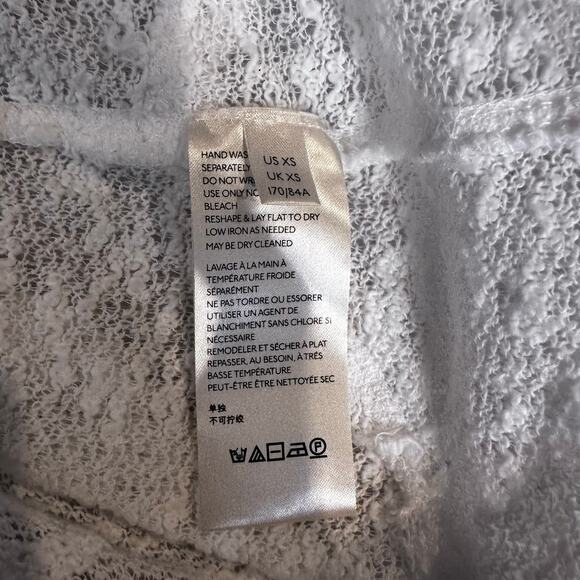 US XS
UK XS
170/84A
HAND WAS
SEPARATELY
DO NOT WR
USE ONLY NO
BLEACH
RESHAPE & LAY FLAT TO DRY
LOW IRON AS NEEDED
MAY BE DRY CLEANED
LAVAGE À LA MAIN À
TEMPÉRATURE FROIDE
SÉPARÉMENT
NE PAS TORDRE OU ESSORER
UTILISER UN AGENT DE
BLANCHIMENT SANS CHLORE SI
NÉCESSAIRE
REMODELER ET SÉCHER À PLAT
REPASSER, AU BESOIN, À TRÈS
BASSE TEMPÉRATURE
PEUT-ÊTRE ÊTRE NETTOYÉE SEC
单独
不可拧绞
P